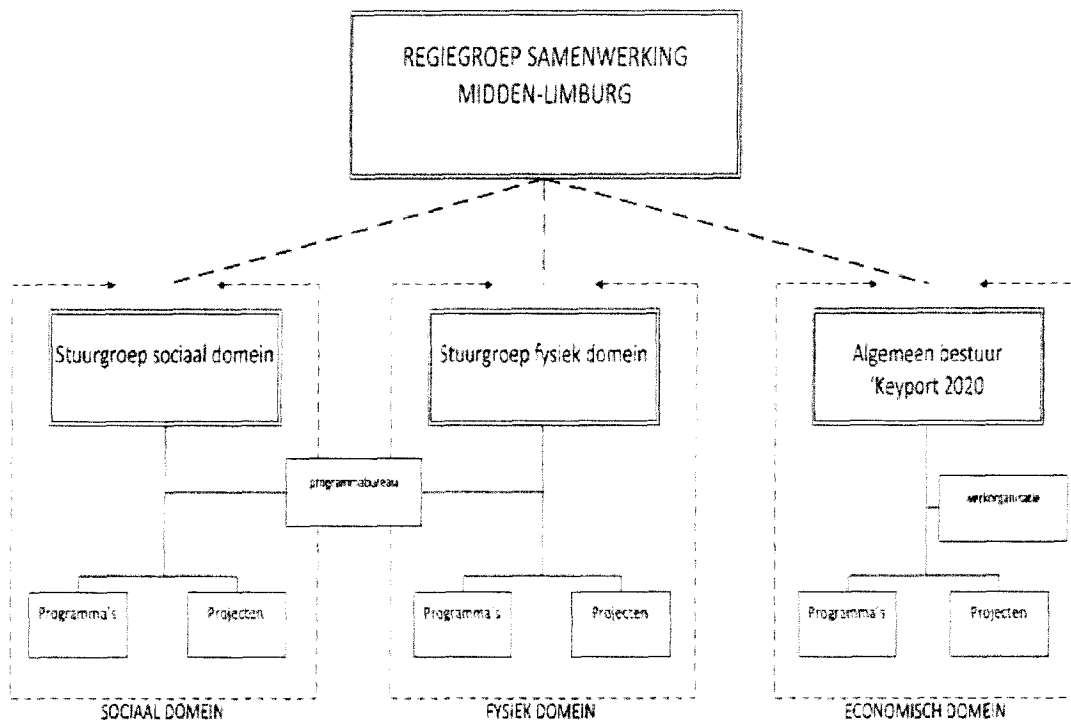 REGIEGROEP SAMENWERKING
MIDDEN-LIMBURG
Stuurgroep sociaal domein
Stuurgroep fysiek domein
Algemeen bestuur
'Keyport 2020
programmabureau
werkorganisatie
Programma's
Projecten
Programma's
Projecten
Programma's
Projecten
SOCIAAL DOMEIN
FYSIEK DOMEIN
ECONOMISCH DOMEIN